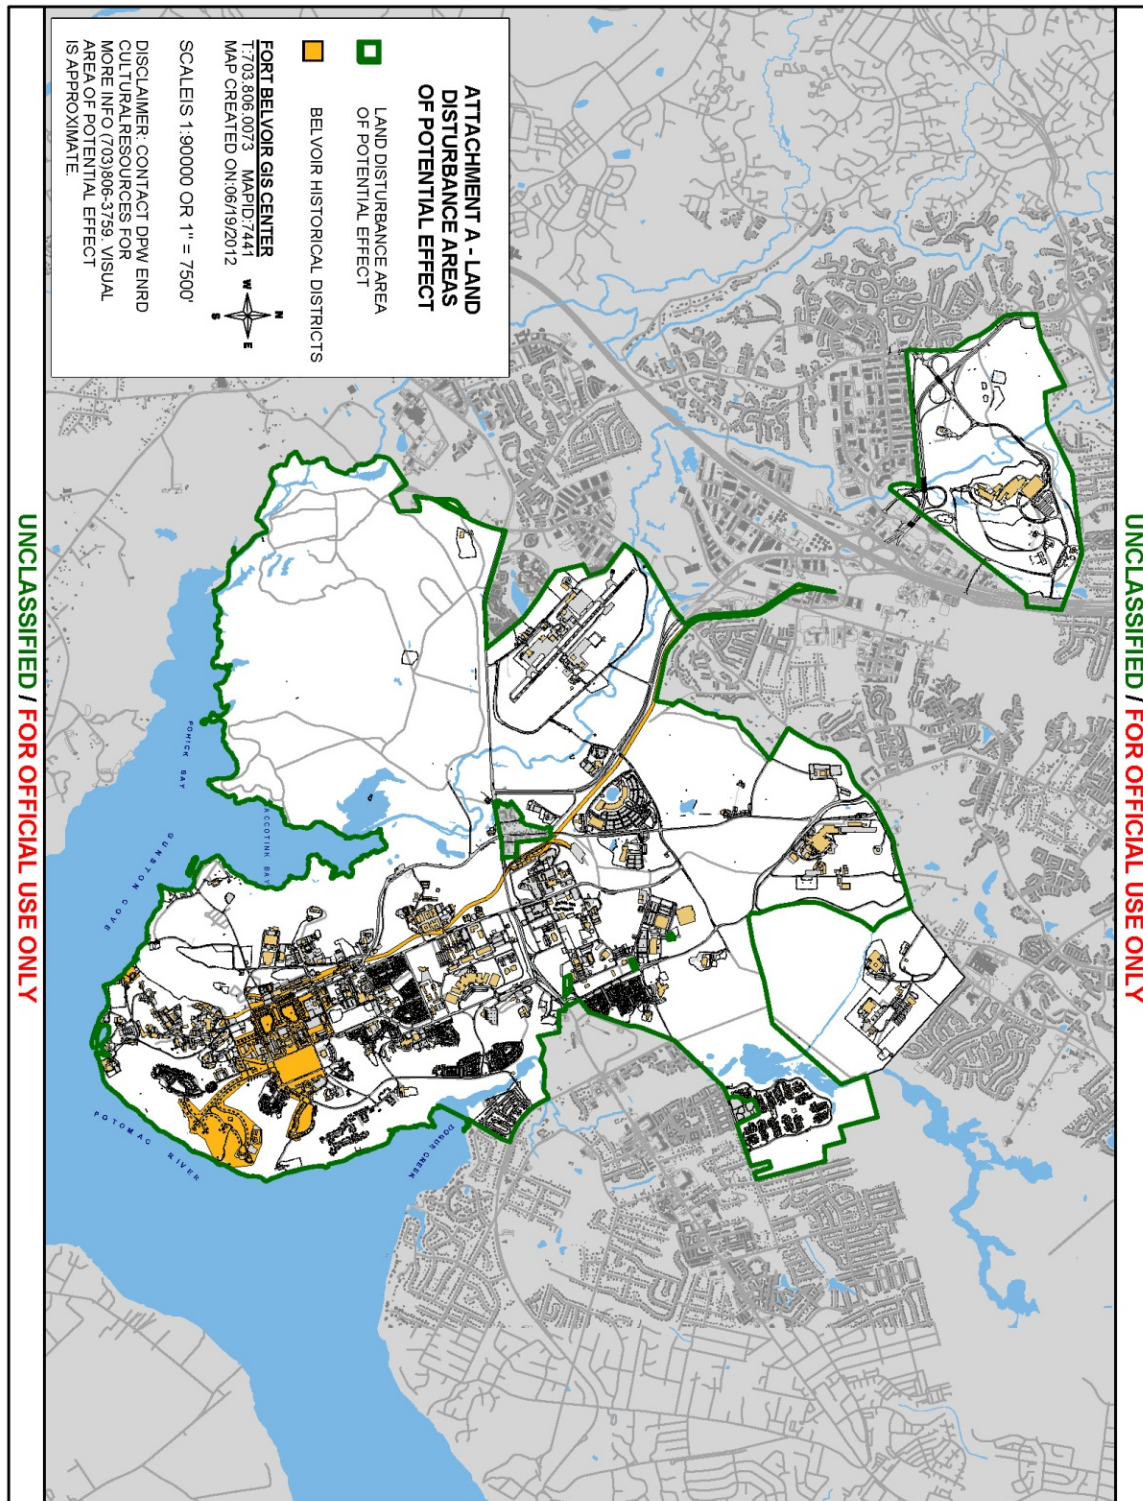 UNCLASSIFIED / FOR OFFICIAL USE ONLY
ATTACHMENT A - LAND
DISTURBANCE AREAS
OF POTENTIAL EFFECT
LAND DISTURBANCE AREA
OF POTENTIAL EFFECT
BELVOIR HISTORICAL DISTRICTS
FORT BELVOIR GIS CENTER
T:703.806.0073 MAPID:7441
MAP CREATED ON:06/19/2012
N
W
E
S
SCALEIS 1:90000 OR 1" = 7500'
DISCLAIMER: CONTACT DPW ENRD
CULTURALRESOURCES FOR
MORE INFO (703)806-3759. VISUAL
AREA OF POTENTIAL EFFECT
IS APPROXIMATE.
POHICK BAY
ACCOTINK BAY
GUNSTON COVE
DOGUE CREEK
POTOMAC RIVER
UNCLASSIFIED / FOR OFFICIAL USE ONLY